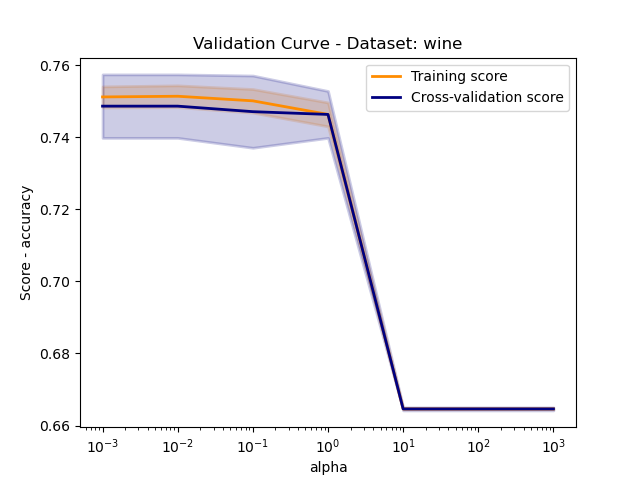 Validation Curve - Dataset: wine
Training score
Cross-validation score
Score - accuracy
0.76
0.74
0.72
0.70
0.68
0.66
10⁻³
10⁻²
10⁻¹
10⁰
10¹
10²
10³
alpha